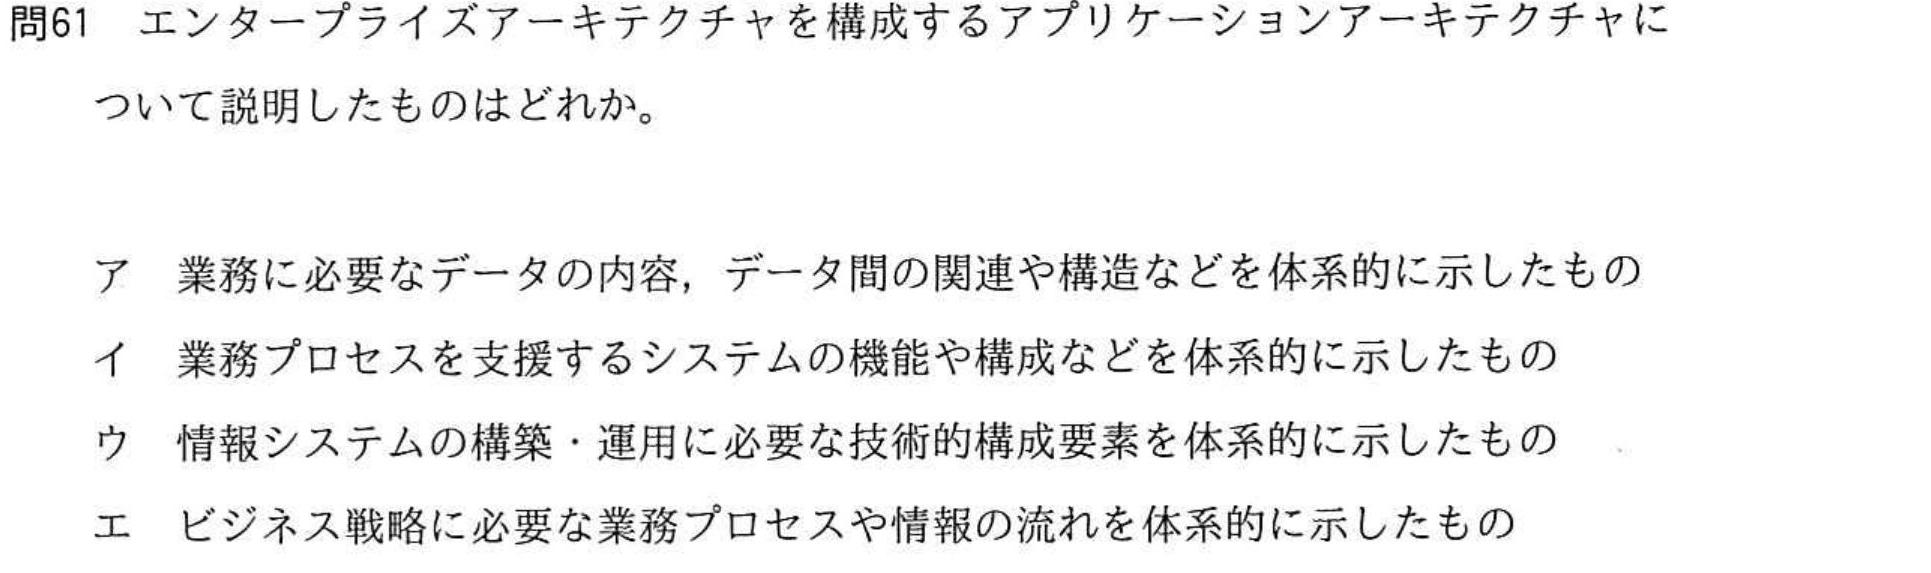 問61 エンタープライズアーキテクチャを構成するアプリケーションアーキテクチャに
ついて説明したものはどれか。
ア 業務に必要なデータの内容，データ間の関連や構造などを体系的に示したもの
イ 業務プロセスを支援するシステムの機能や構成などを体系的に示したもの
ウ 情報システムの構築・運用に必要な技術的構成要素を体系的に示したもの
エ ビジネス戦略に必要な業務プロセスや情報の流れを体系的に示したもの